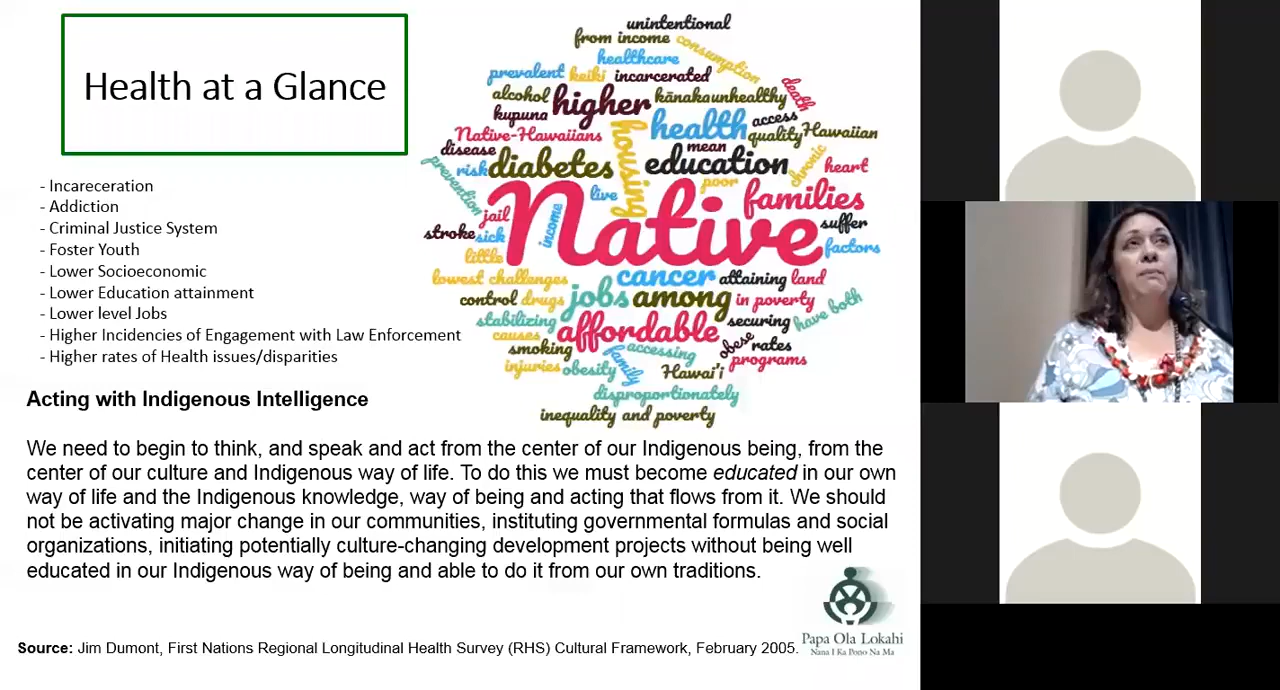 Health at a Glance
- Incareceration
- Addiction
- Criminal Justice System
- Foster Youth
- Lower Socioeconomic
- Lower Education attainment
- Lower level Jobs
- Higher Incidencies of Engagement with Law Enforcement
- Higher rates of Health issues/disparities
unintentional
from income
consumption
healthcare
prevalent
keiki
incarcerated
death
alcohol
higher
kānaka
unhealthy
kupuna
housing
health
access
Native-Hawaiians
mean
quality
Hawaiian
disease
prevention
risk
diabetes
education
chronic
heart
poor
live
families
jail
Native
income
suffer
stroke
sick
factors
little
lowest challenges
cancer
attaining
land
control
drugs
jobs
among
in poverty
have both
stabilizing
affordable
securing
causes
smoking
family
accessing
obese
rates
programs
injuries
obesity
Hawai'i
disproportionately
inequality and poverty
Acting with Indigenous Intelligence
We need to begin to think, and speak and act from the center of our Indigenous being, from the
center of our culture and Indigenous way of life. To do this we must become educated in our own
way of life and the Indigenous knowledge, way of being and acting that flows from it. We should
not be activating major change in our communities, instituting governmental formulas and social
organizations, initiating potentially culture-changing development projects without being well
educated in our Indigenous way of being and able to do it from our own traditions.
Papa Ola Lokahi
Nana I Ka Pono Na Ma
Source: Jim Dumont, First Nations Regional Longitudinal Health Survey (RHS) Cultural Framework, February 2005.